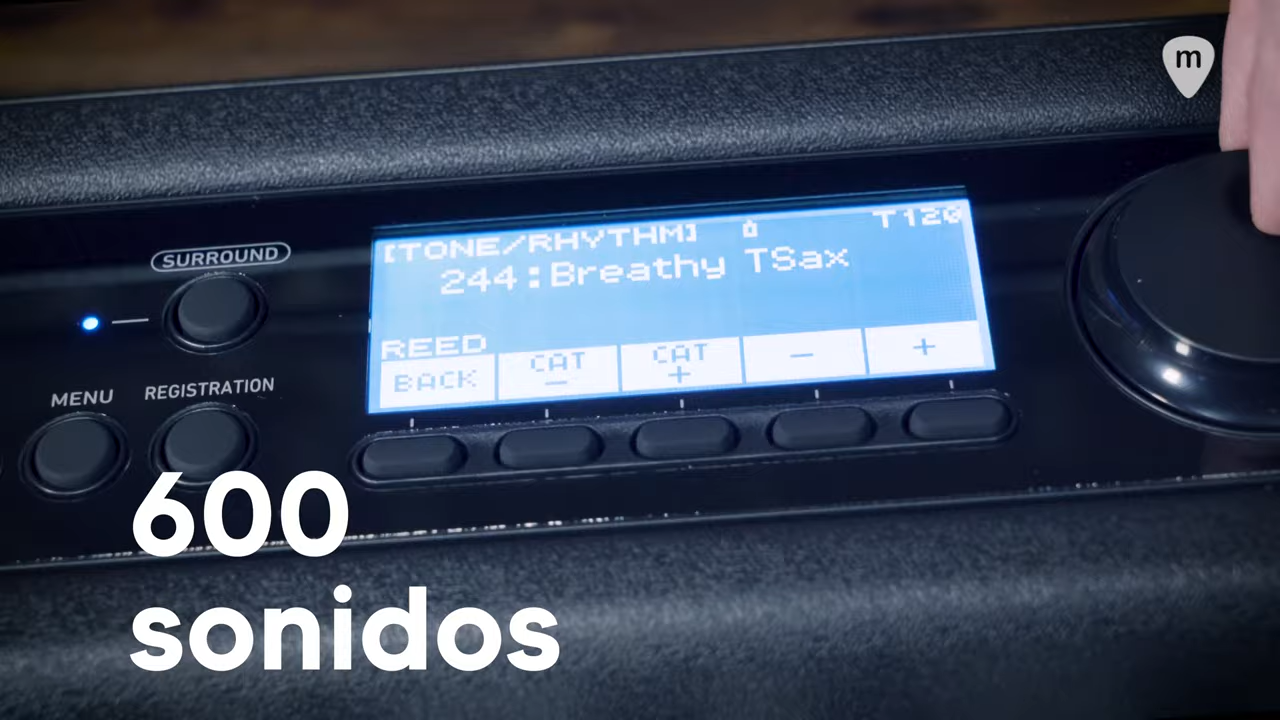 m
SURROUND
MENU
REGISTRATION
[TONE/RHYTHM] T120
244:Breathy TSax
REED
BACK
CAT
-
CAT
+
-
+
600
sonidos